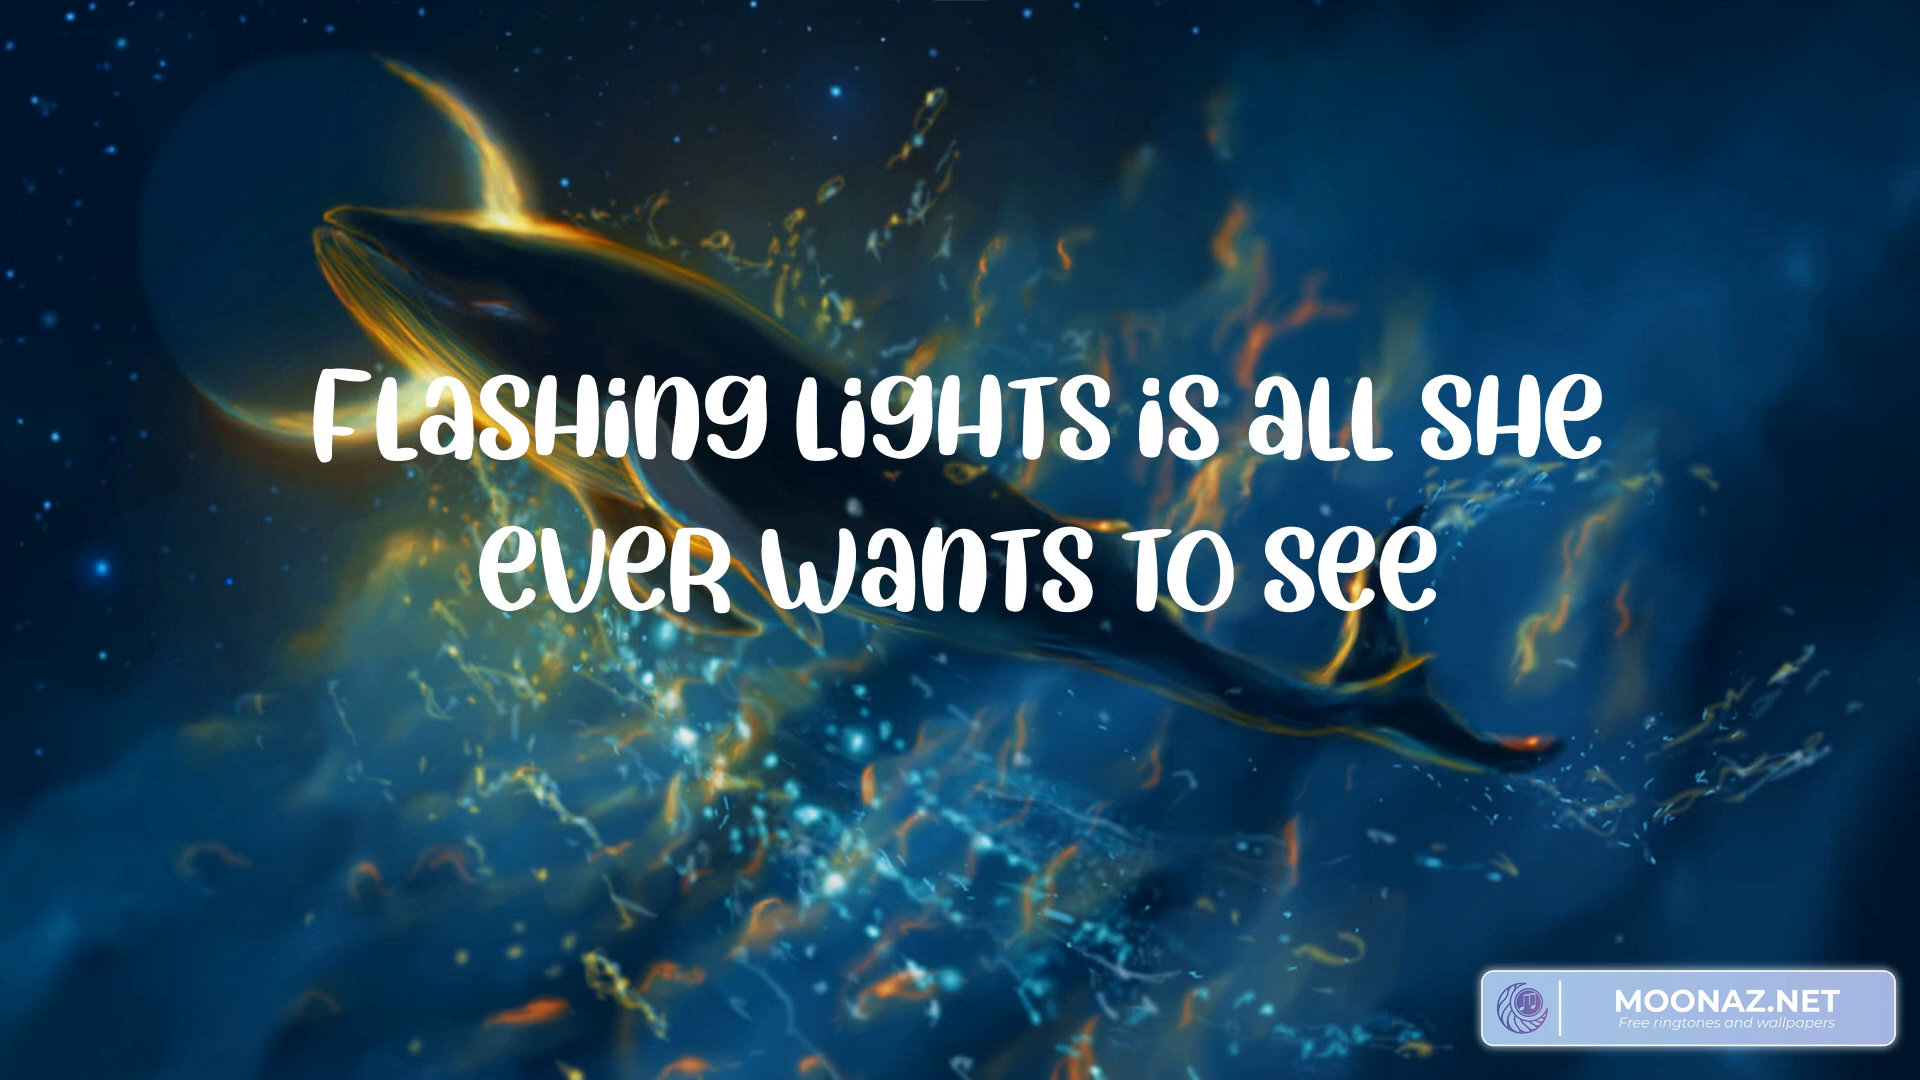 Flashing lights is all she
ever wants to see
MOONAZ.NET
Free ringtones and wallpapers